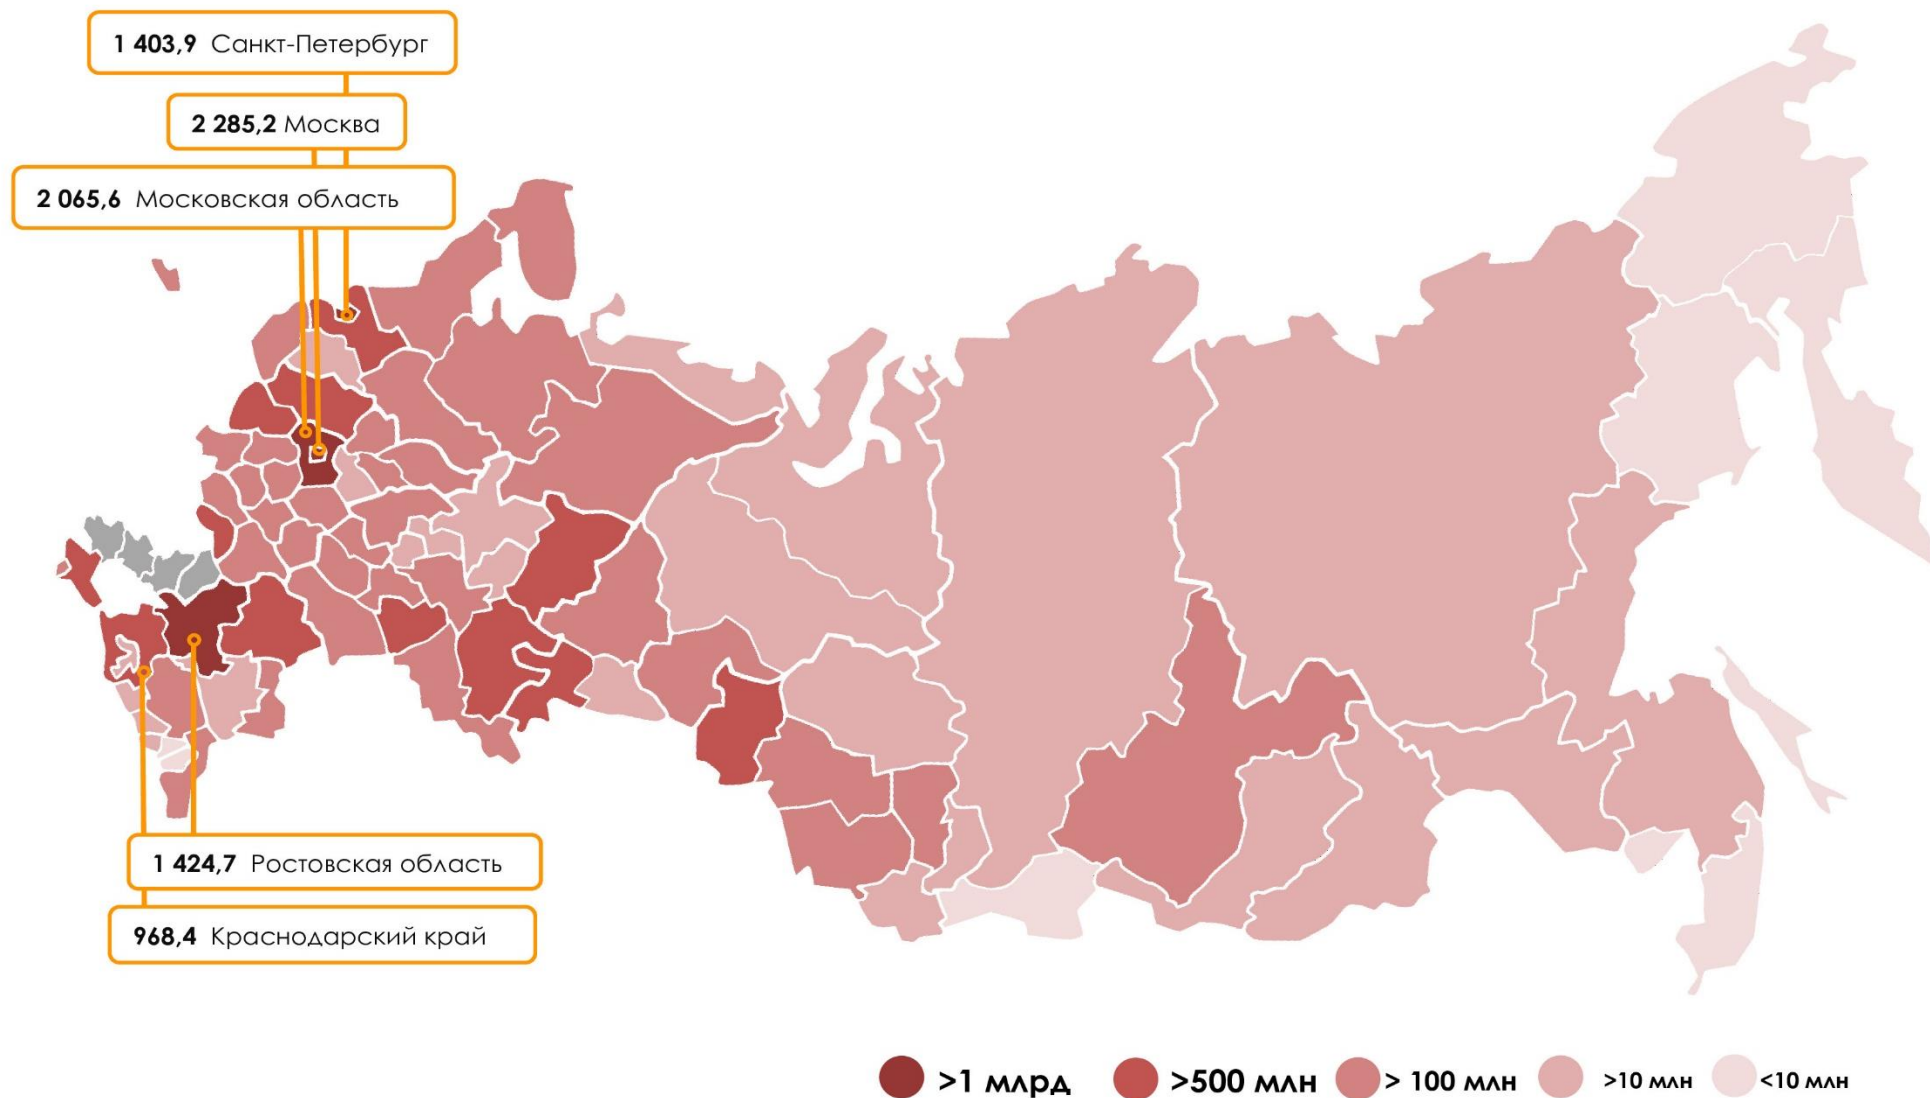 1 403,9 Санкт-Петербург
2 285,2 Москва
2 065,6 Московская область
1 424,7 Ростовская область
968,4 Краснодарский край
>1 млрд
>500 млн
> 100 млн
>10 млн
<10 млн